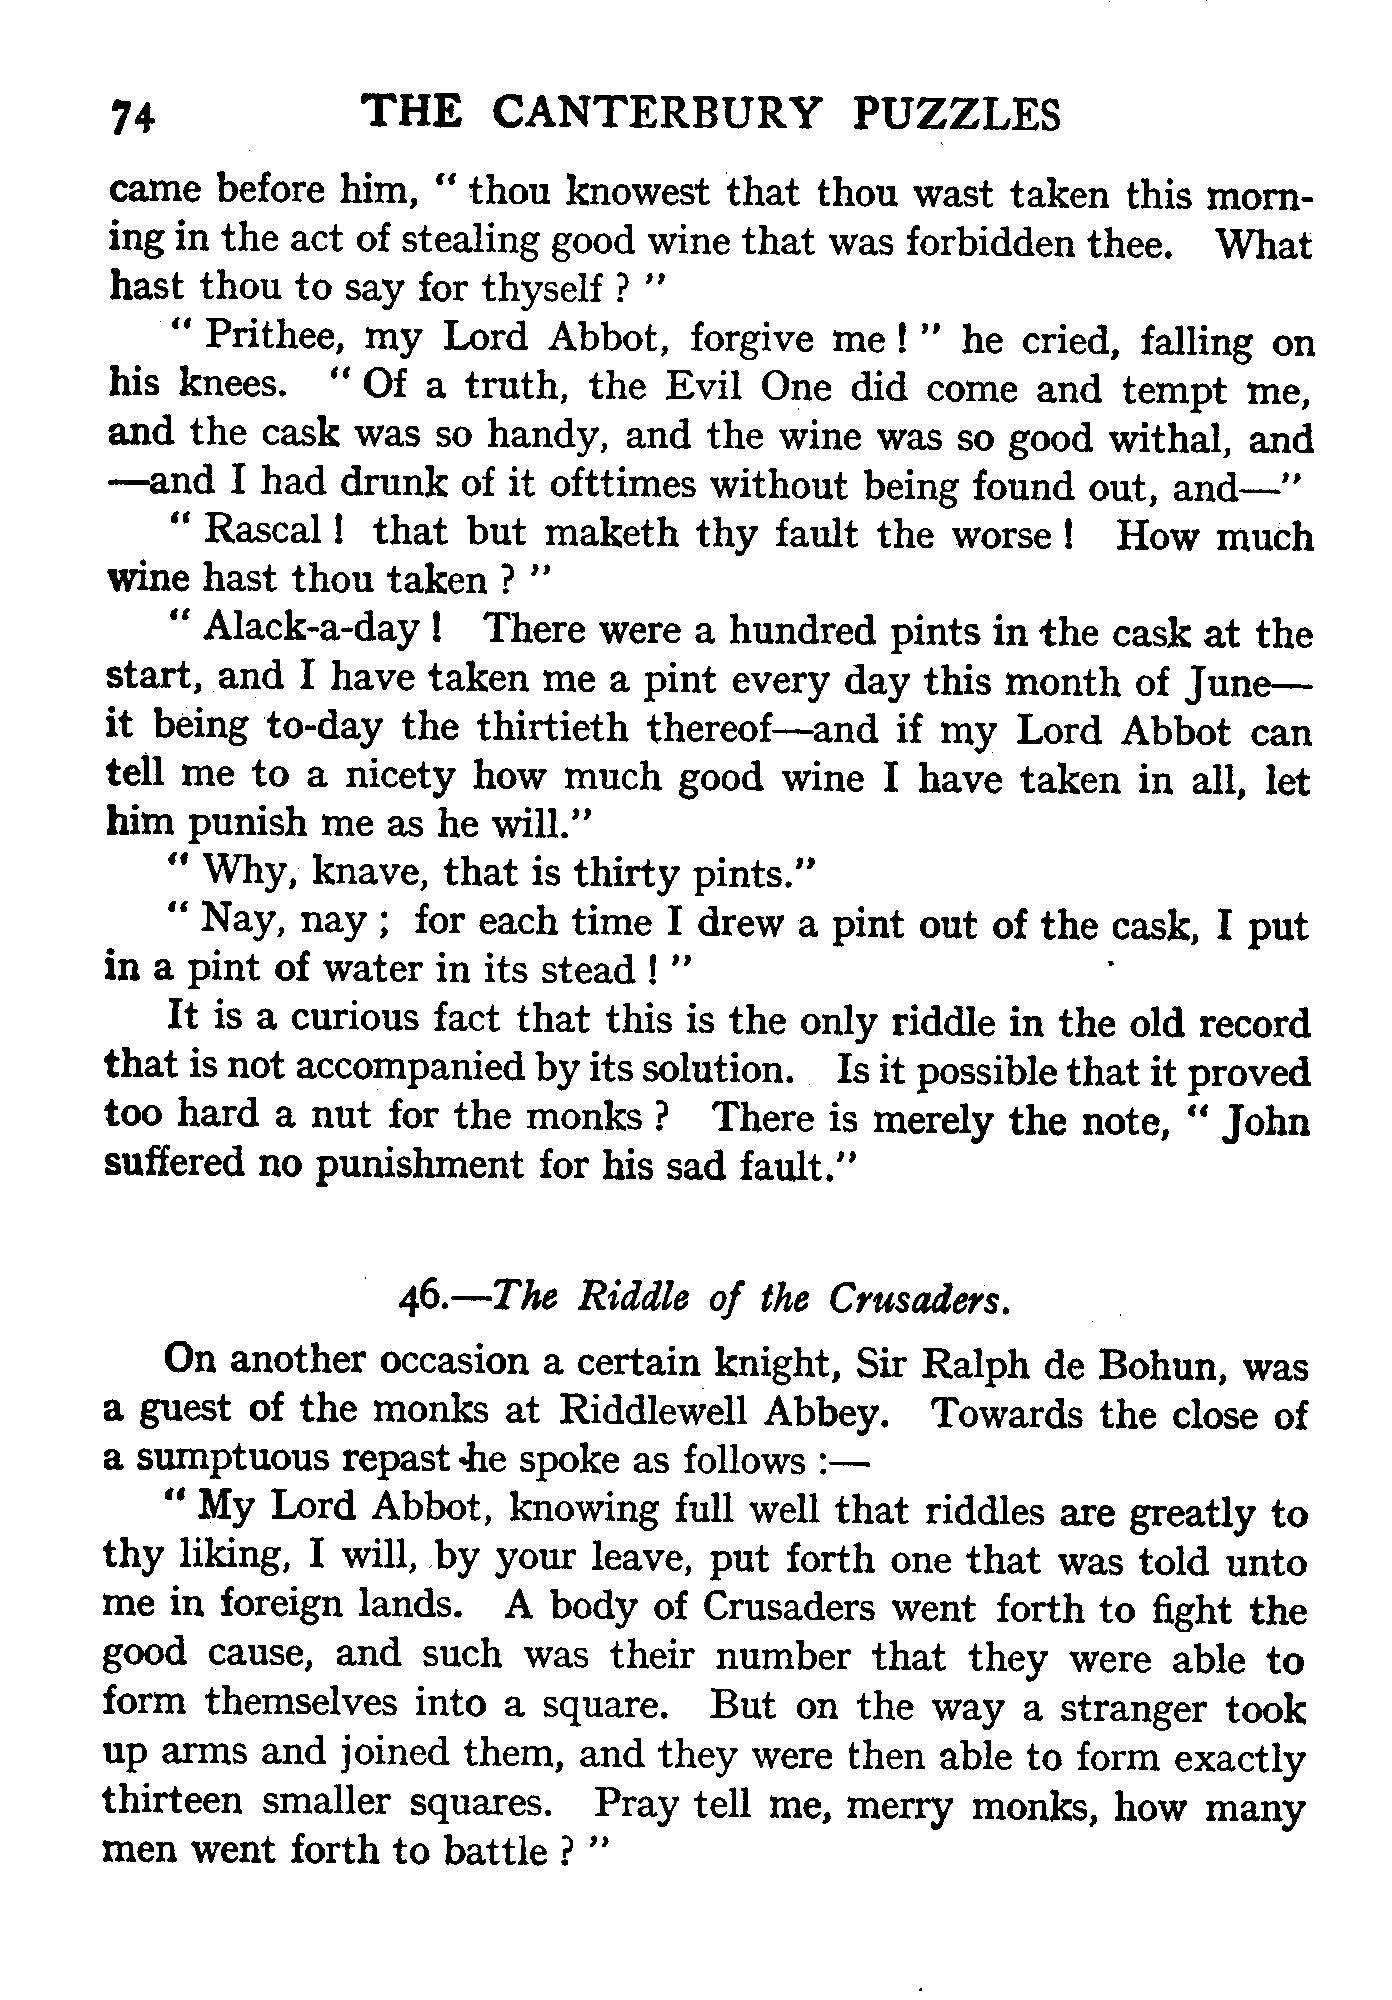 74 THE CANTERBURY PUZZLES
came before him, “ thou knowest that thou wast taken this morn-
ing in the act of stealing good wine that was forbidden thee. What
hast thou to say for thyself ? ”
“ Prithee, my Lord Abbot, forgive me ! ” he cried, falling on
his knees. “ Of a truth, the Evil One did come and tempt me,
and the cask was so handy, and the wine was so good withal, and
—and I had drunk of it ofttimes without being found out, and—”
“ Rascal ! that but maketh thy fault the worse ! How much
wine hast thou taken ? ”
“ Alack-a-day ! There were a hundred pints in the cask at the
start, and I have taken me a pint every day this month of June—
it being to-day the thirtieth thereof—and if my Lord Abbot can
tell me to a nicety how much good wine I have taken in all, let
him punish me as he will.”
“ Why, knave, that is thirty pints.”
“ Nay, nay ; for each time I drew a pint out of the cask, I put
in a pint of water in its stead ! ”
It is a curious fact that this is the only riddle in the old record
that is not accompanied by its solution. Is it possible that it proved
too hard a nut for the monks ? There is merely the note, “ John
suffered no punishment for his sad fault.”
46.—The Riddle of the Crusaders.
On another occasion a certain knight, Sir Ralph de Bohun, was
a guest of the monks at Riddlewell Abbey. Towards the close of
a sumptuous repast he spoke as follows :—
“ My Lord Abbot, knowing full well that riddles are greatly to
thy liking, I will, by your leave, put forth one that was told unto
me in foreign lands. A body of Crusaders went forth to fight the
good cause, and such was their number that they were able to
form themselves into a square. But on the way a stranger took
up arms and joined them, and they were then able to form exactly
thirteen smaller squares. Pray tell me, merry monks, how many
men went forth to battle ? ”